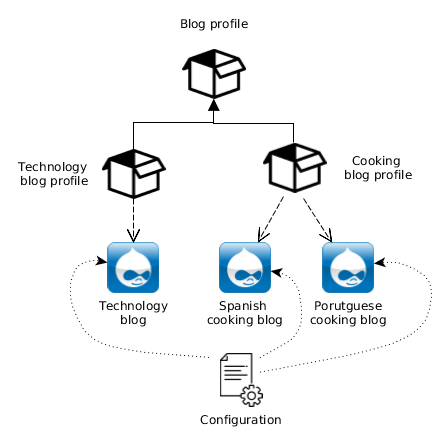 Blog profile
Technology
blog profile
Cooking
blog profile
Technology
blog
Spanish
cooking blog
Porutguese
cooking blog
Configuration